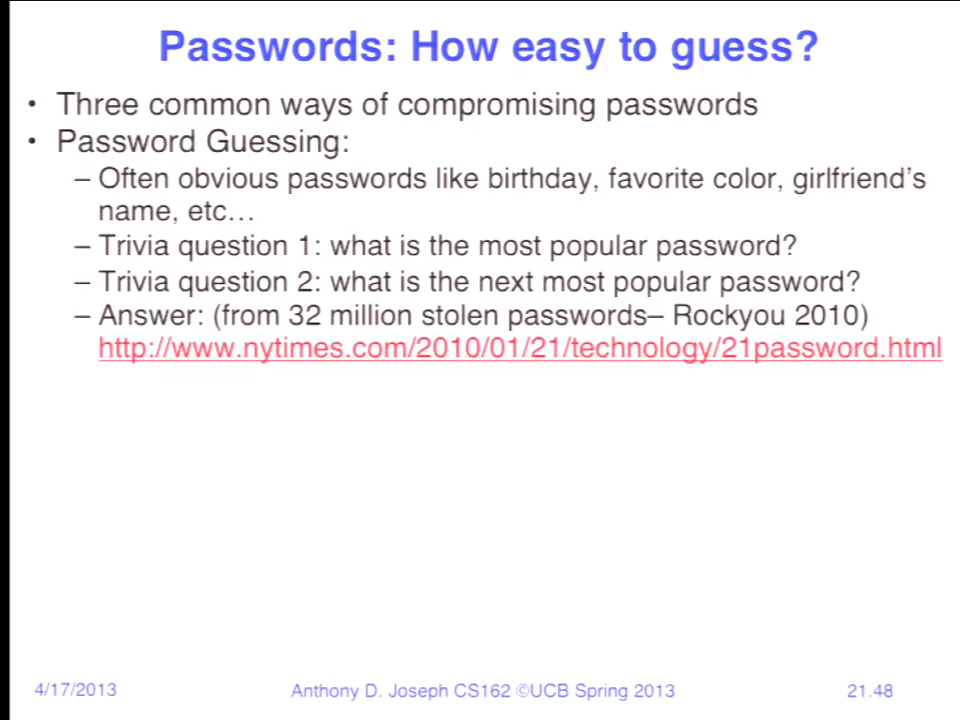 Passwords: How easy to guess?
• Three common ways of compromising passwords
• Password Guessing:
– Often obvious passwords like birthday, favorite color, girlfriend's
name, etc…
– Trivia question 1: what is the most popular password?
– Trivia question 2: what is the next most popular password?
– Answer: (from 32 million stolen passwords– Rockyou 2010)
http://www.nytimes.com/2010/01/21/technology/21password.html
4/17/2013 Anthony D. Joseph CS162 ©UCB Spring 2013 21.48